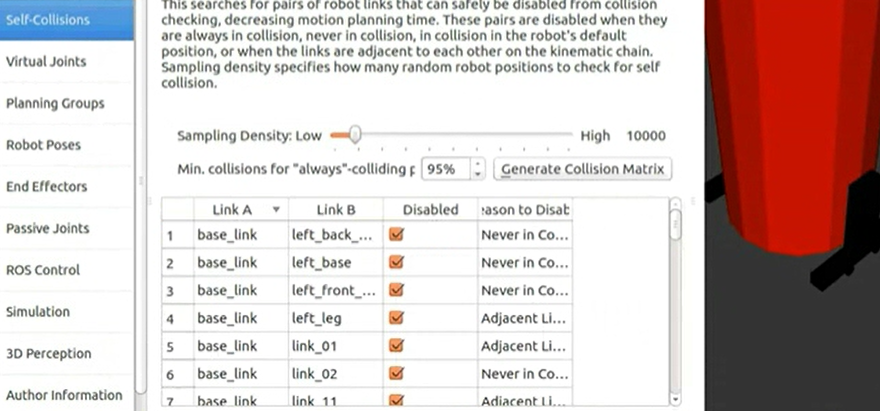 Self-Collisions
Virtual Joints
Planning Groups
Robot Poses
End Effectors
Passive Joints
ROS Control
Simulation
3D Perception
Author Information
This searches for pairs of robot links that can safely be disabled from collision
checking, decreasing motion planning time. These pairs are disabled when they
are always in collision, never in collision, in collision in the robot's default
position, or when the links are adjacent to each other on the kinematic chain.
Sampling density specifies how many random robot positions to check for self
collision.
Sampling Density: Low High 10000
Min. collisions for "always"-colliding p 95% Generate Collision Matrix
Link A Link B Disabled ason to Disab
1 base_link left_back_... Never in Co...
2 base_link left_base Never in Co...
3 base_link left_front_... Never in Co...
4 base_link left_leg Adjacent Li...
5 base_link link_01 Adjacent Li...
6 base_link link_02 Never in Co...
7 base_link link_11 Adjacent Li...